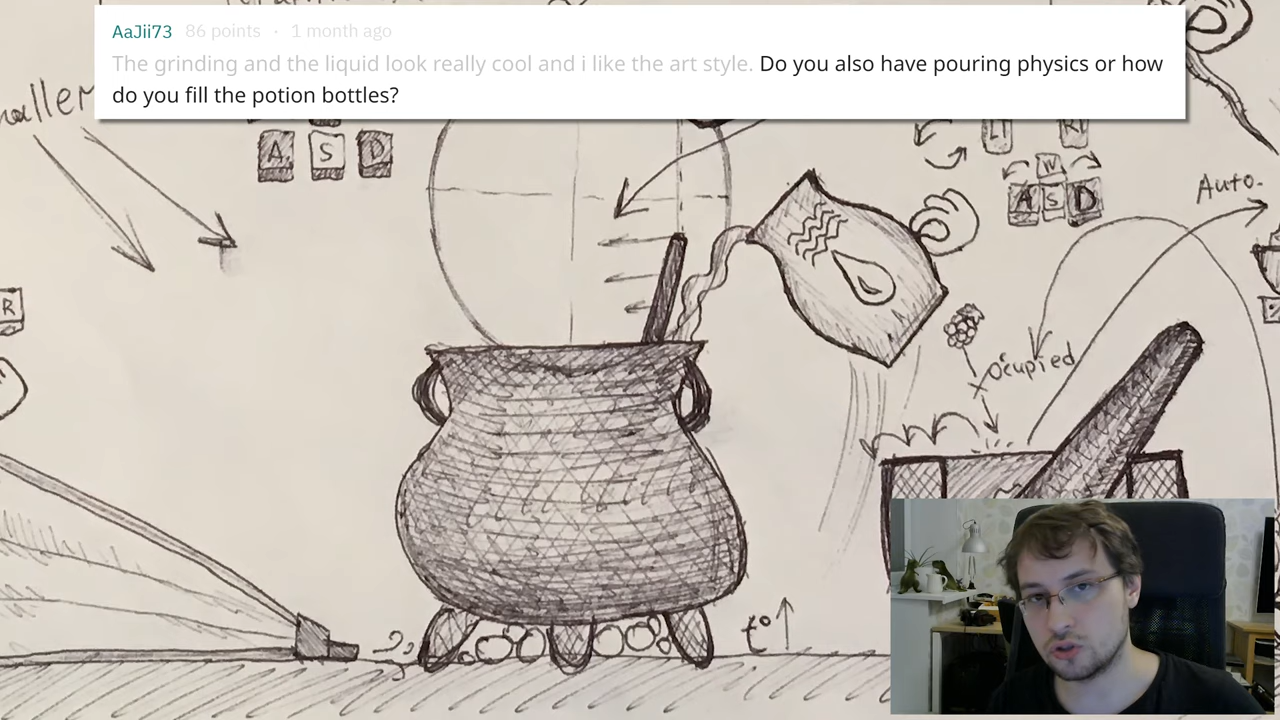 AaJii73 86 points · 1 month ago
The grinding and the liquid look really cool and i like the art style. Do you also have pouring physics or how
do you fill the potion bottles?
A S D
W
A S D
Auto.
R
Ocupied
t° ↑